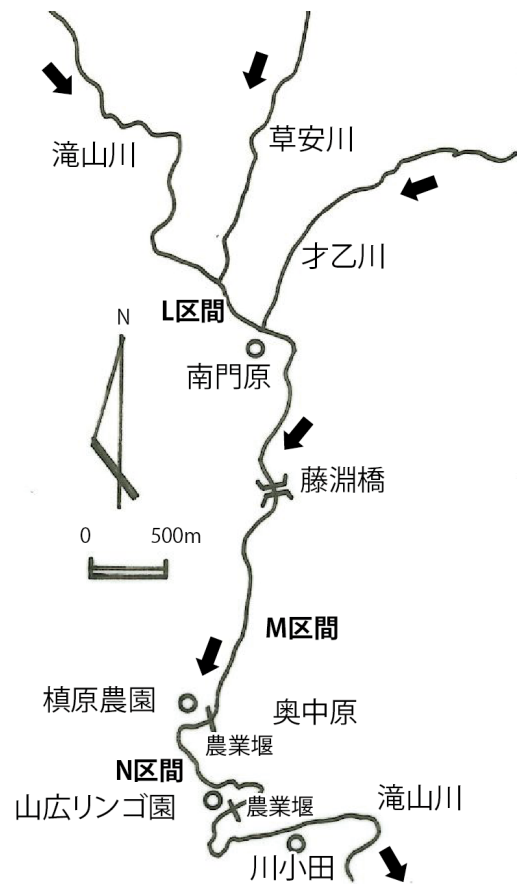 草安川
滝山川
才乙川
L区間
N
南門原
藤淵橋
0 500m
M区間
槙原農園
奥中原
農業堰
N区間
滝山川
山広リンゴ園
農業堰
川小田